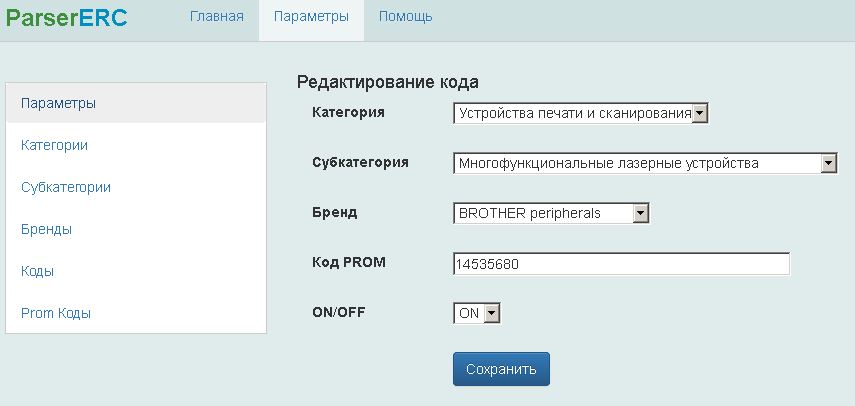 ParserERC Главная Параметры Помощь
Параметры
Категории
Субкатегории
Бренды
Коды
Prom Коды
Редактирование кода
Категория Устройства печати и сканирования
Субкатегория Многофункциональные лазерные устройства
Бренд BROTHER peripherals
Код PROM 14535680
ON/OFF ON
Сохранить